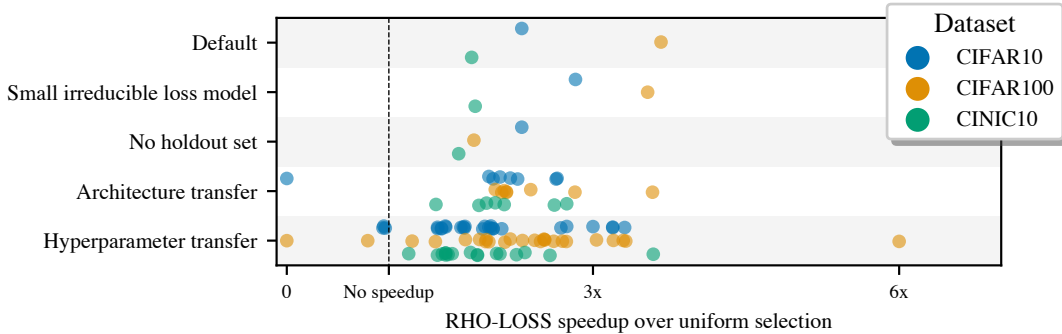 Dataset
CIFAR10
CIFAR100
CINIC10
Default
Small irreducible loss model
No holdout set
Architecture transfer
Hyperparameter transfer
0
No speedup
3x
6x
RHO-LOSS speedup over uniform selection